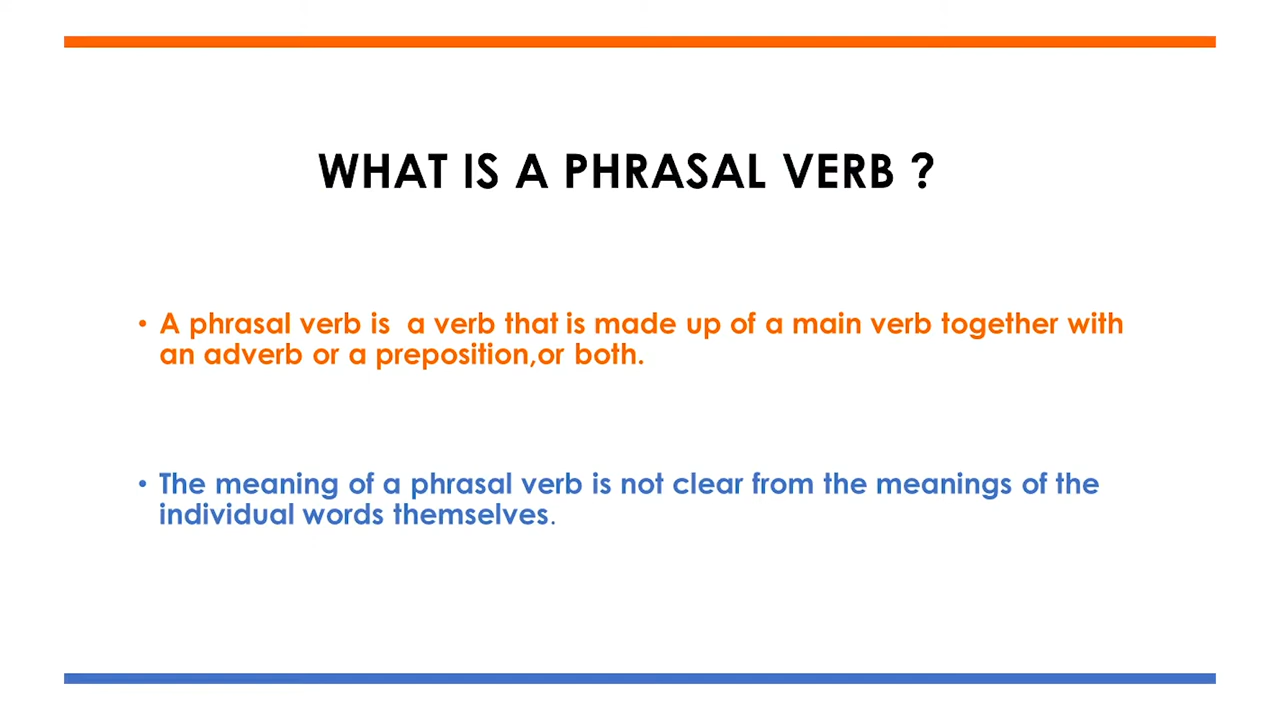 WHAT IS A PHRASAL VERB ?
• A phrasal verb is a verb that is made up of a main verb together with
an adverb or a preposition,or both.
• The meaning of a phrasal verb is not clear from the meanings of the
individual words themselves.